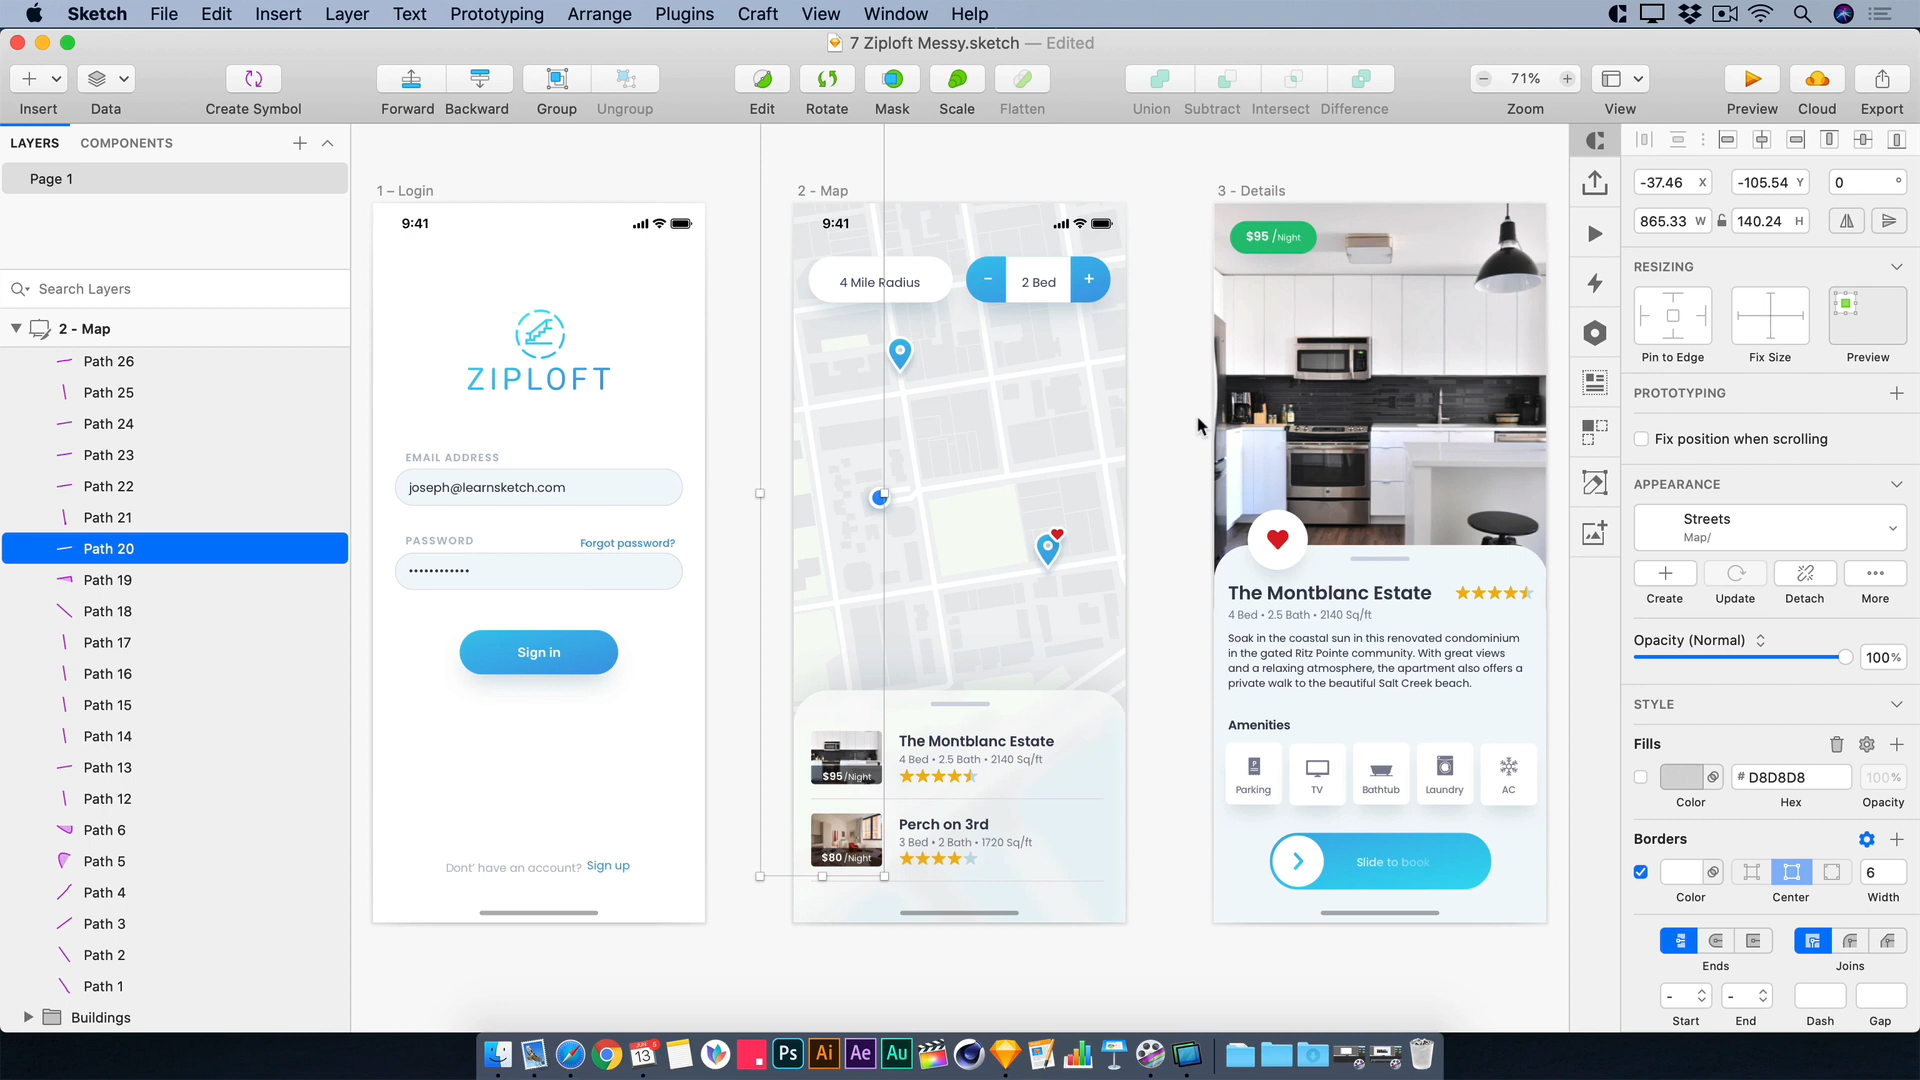 Sketch File Edit Insert Layer Text Prototyping Arrange Plugins Craft View Window Help
7 Ziploft Messy.sketch — Edited
71%
Insert Data Create Symbol Forward Backward Group Ungroup Edit Rotate Mask Scale Flatten Union Subtract Intersect Difference Zoom View Preview Cloud Export
LAYERS COMPONENTS
Page 1
Search Layers
2 - Map
Path 26
Path 25
Path 24
Path 23
Path 22
Path 21
Path 20
Path 19
Path 18
Path 17
Path 16
Path 15
Path 14
Path 13
Path 12
Path 6
Path 5
Path 4
Path 3
Path 2
Path 1
Buildings
1 – Login
9:41
ZIPLOFT
EMAIL ADDRESS
joseph@learnsketch.com
PASSWORD Forgot password?
••••••••••••
Sign in
Dont’ have an account? Sign up
2 - Map
9:41
4 Mile Radius − 2 Bed +
The Montblanc Estate
4 Bed • 2.5 Bath • 2140 Sq/ft
$95 /Night
Perch on 3rd
3 Bed • 2 Bath • 1720 Sq/ft
$80 /Night
3 - Details
$95 /Night
The Montblanc Estate
4 Bed • 2.5 Bath • 2140 Sq/ft
Soak in the coastal sun in this renovated condominium
in the gated Ritz Pointe community. With great views
and a relaxing atmosphere, the apartment also offers a
private walk to the beautiful Salt Creek beach.
Amenities
P
Parking TV Bathtub Laundry AC
Slide to book
-37.46 X -105.54 Y 0 °
865.33 W 140.24 H
RESIZING
Pin to Edge Fix Size Preview
PROTOTYPING
Fix position when scrolling
APPEARANCE
Streets
Map/
Create Update Detach More
Opacity (Normal)
100%
STYLE
Fills
# D8D8D8 100%
Color Hex Opacity
Borders
6
Color Center Width
Ends Joins
- -
Start End Dash Gap
JUN 13 Ps Ai Ae Au